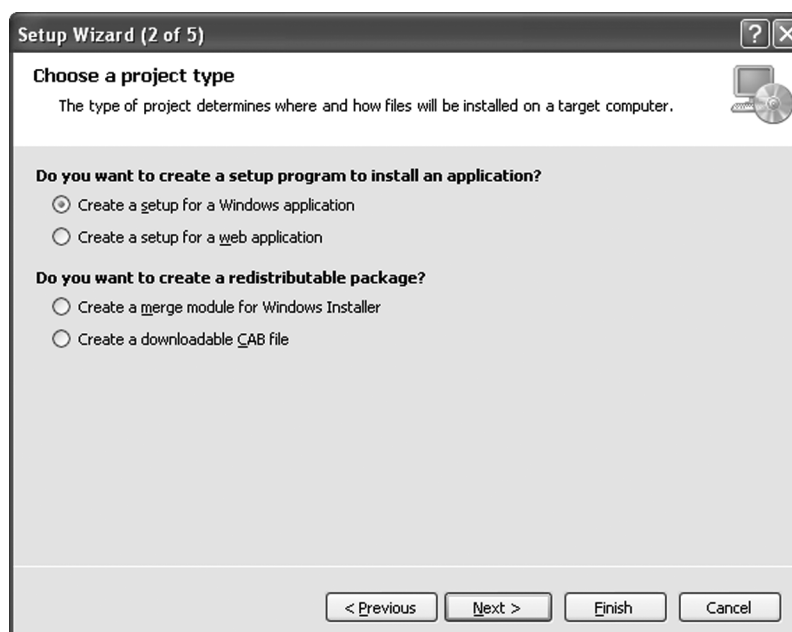 Setup Wizard (2 of 5)
?
Choose a project type
The type of project determines where and how files will be installed on a target computer.
Do you want to create a setup program to install an application?
Create a setup for a Windows application
Create a setup for a web application
Do you want to create a redistributable package?
Create a merge module for Windows Installer
Create a downloadable CAB file
< Previous
Next >
Finish
Cancel